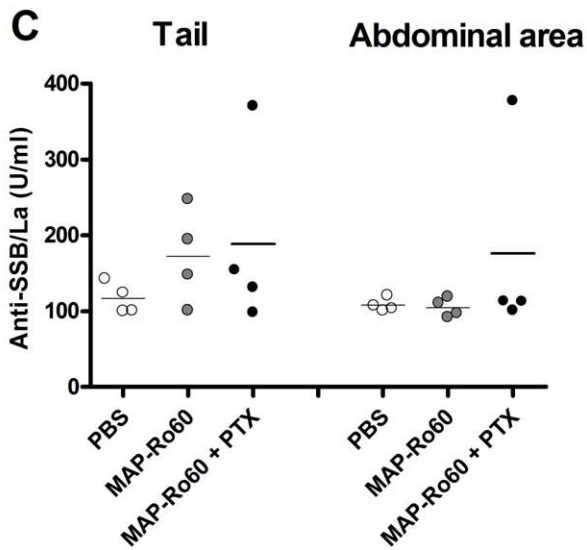 C
Tail
Abdominal area
Anti-SSB/La (U/ml)
400
300
200
100
0
PBS
MAP-Ro60
MAP-Ro60 + PTX
PBS
MAP-Ro60
MAP-Ro60 + PTX